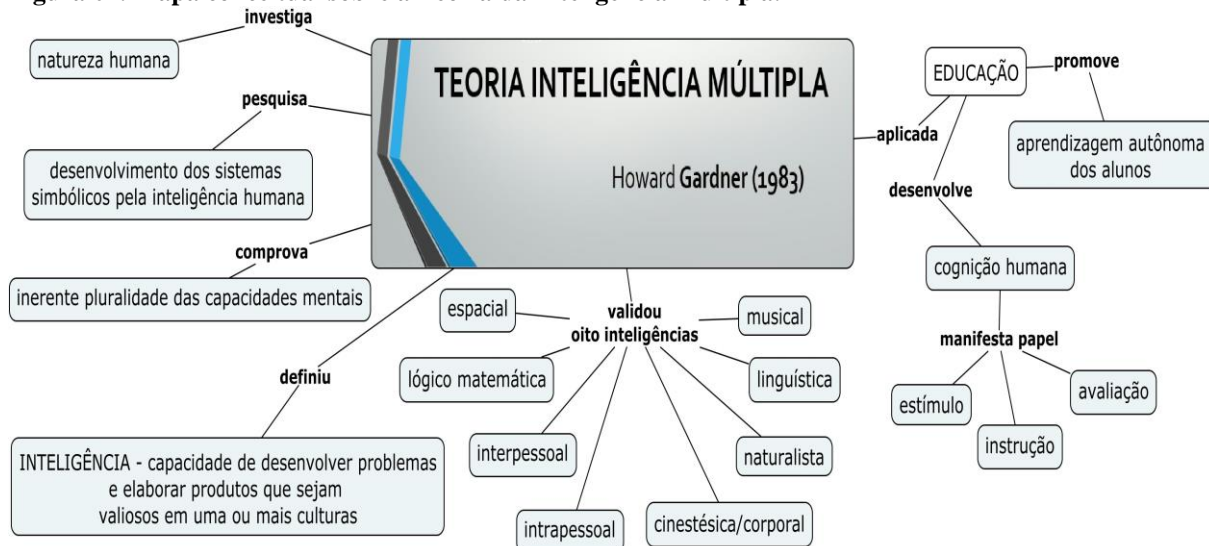 investiga
natureza humana
pesquisa
desenvolvimento dos sistemas
simbólicos pela inteligência humana
comprova
inerente pluralidade das capacidades mentais
definiu
INTELIGÊNCIA - capacidade de desenvolver problemas
e elaborar produtos que sejam
valiosos em uma ou mais culturas
TEORIA INTELIGÊNCIA MÚLTIPLA
Howard Gardner (1983)
validou
oito inteligências
espacial
musical
lógico matemática
linguística
interpessoal
naturalista
intrapessoal
cinestésica/corporal
aplicada
EDUCAÇÃO
promove
aprendizagem autônoma
dos alunos
desenvolve
cognição humana
manifesta papel
estímulo
instrução
avaliação